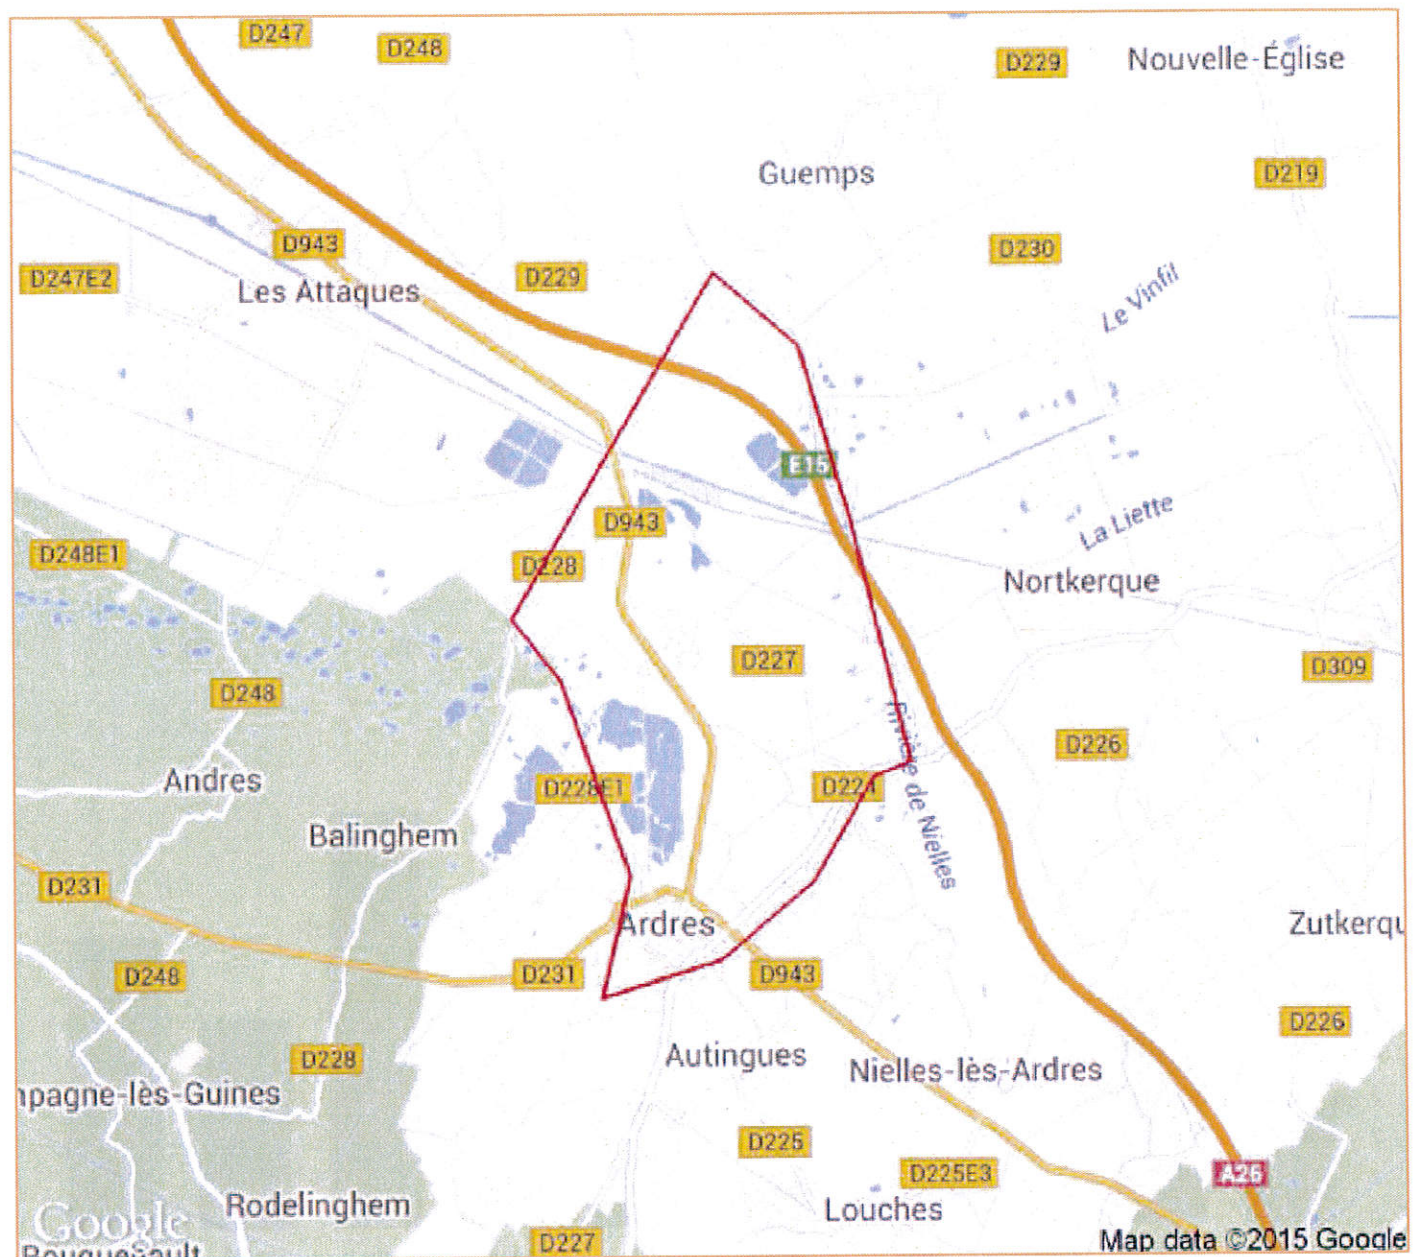 D247
D248
D229
Nouvelle-Église
Guemps
D219
D943
D230
D247E2
D229
Les Attaques
Le Vinfil
E15
D943
La Liette
D248E1
D228
Nortkerque
D227
D309
D248
Rivière de Nielles
D226
Andres
D228E1
D224
Balinghem
D231
Ardres
Zutkerqu
D248
D231
D943
D226
D228
Autingues
Nielles-lès-Ardres
mpagne-lès-Guines
D225
D225E3
A26
Rodelinghem
Louches
Google
D227
Map data ©2015 Google